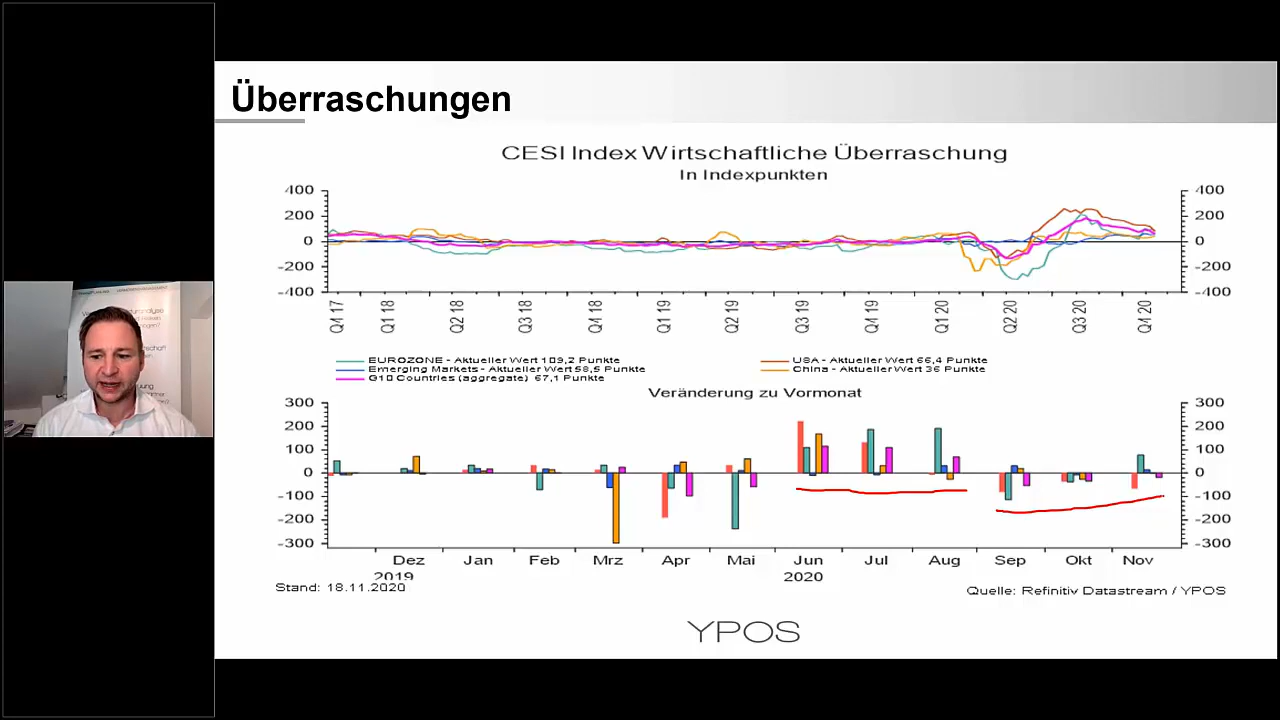 Überraschungen
CESI Index Wirtschaftliche Überraschung
In Indexpunkten
400 400
200 200
0 0
-200 -200
-400 -400
Q4 17 Q1 18 Q2 18 Q3 18 Q4 18 Q1 19 Q2 19 Q3 19 Q4 19 Q1 20 Q2 20 Q3 20 Q4 20
EUROZONE - Aktueller Wert 109,2 Punkte USA - Aktueller Wert 66,4 Punkte
Emerging Markets - Aktueller Wert 58,5 Punkte China - Aktueller Wert 36 Punkte
G10 Countries (aggregate) 67,1 Punkte
Veränderung zu Vormonat
300 300
200 200
100 100
0 0
-100 -100
-200 -200
-300 -300
Dez Jan Feb Mrz Apr Mai Jun Jul Aug Sep Okt Nov
2019 2020
Stand: 18.11.2020 Quelle: Refinitiv Datastream / YPOS
YPOS